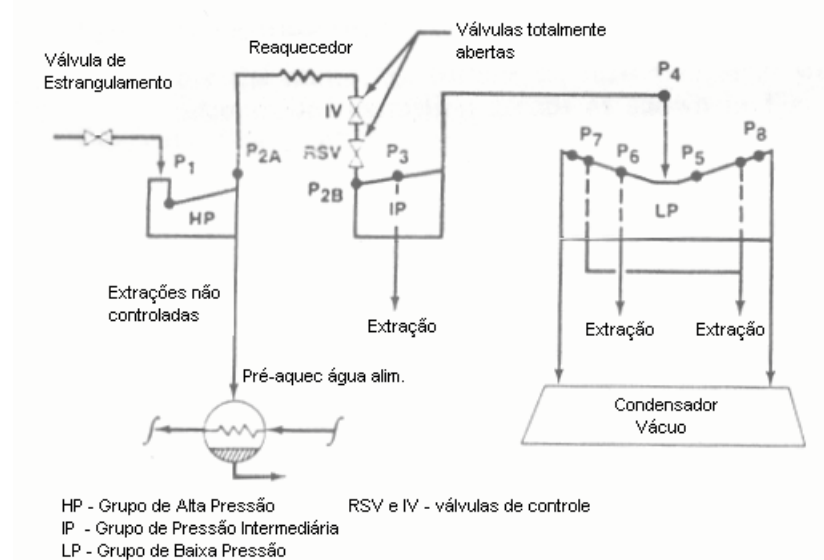 Válvulas totalmente
abertas
Reaquecedor
Válvula de
Estrangulamento
P4
IV
P7
P8
P1
P2A
RSV
P3
P6
P5
P2B
HP
IP
LP
Extrações não
controladas
Extração
Extração
Extração
Pré-aquec água alim.
Condensador
Vácuo
HP - Grupo de Alta Pressão
RSV e IV - válvulas de controle
IP - Grupo de Pressão Intermediária
LP - Grupo de Baixa Pressão